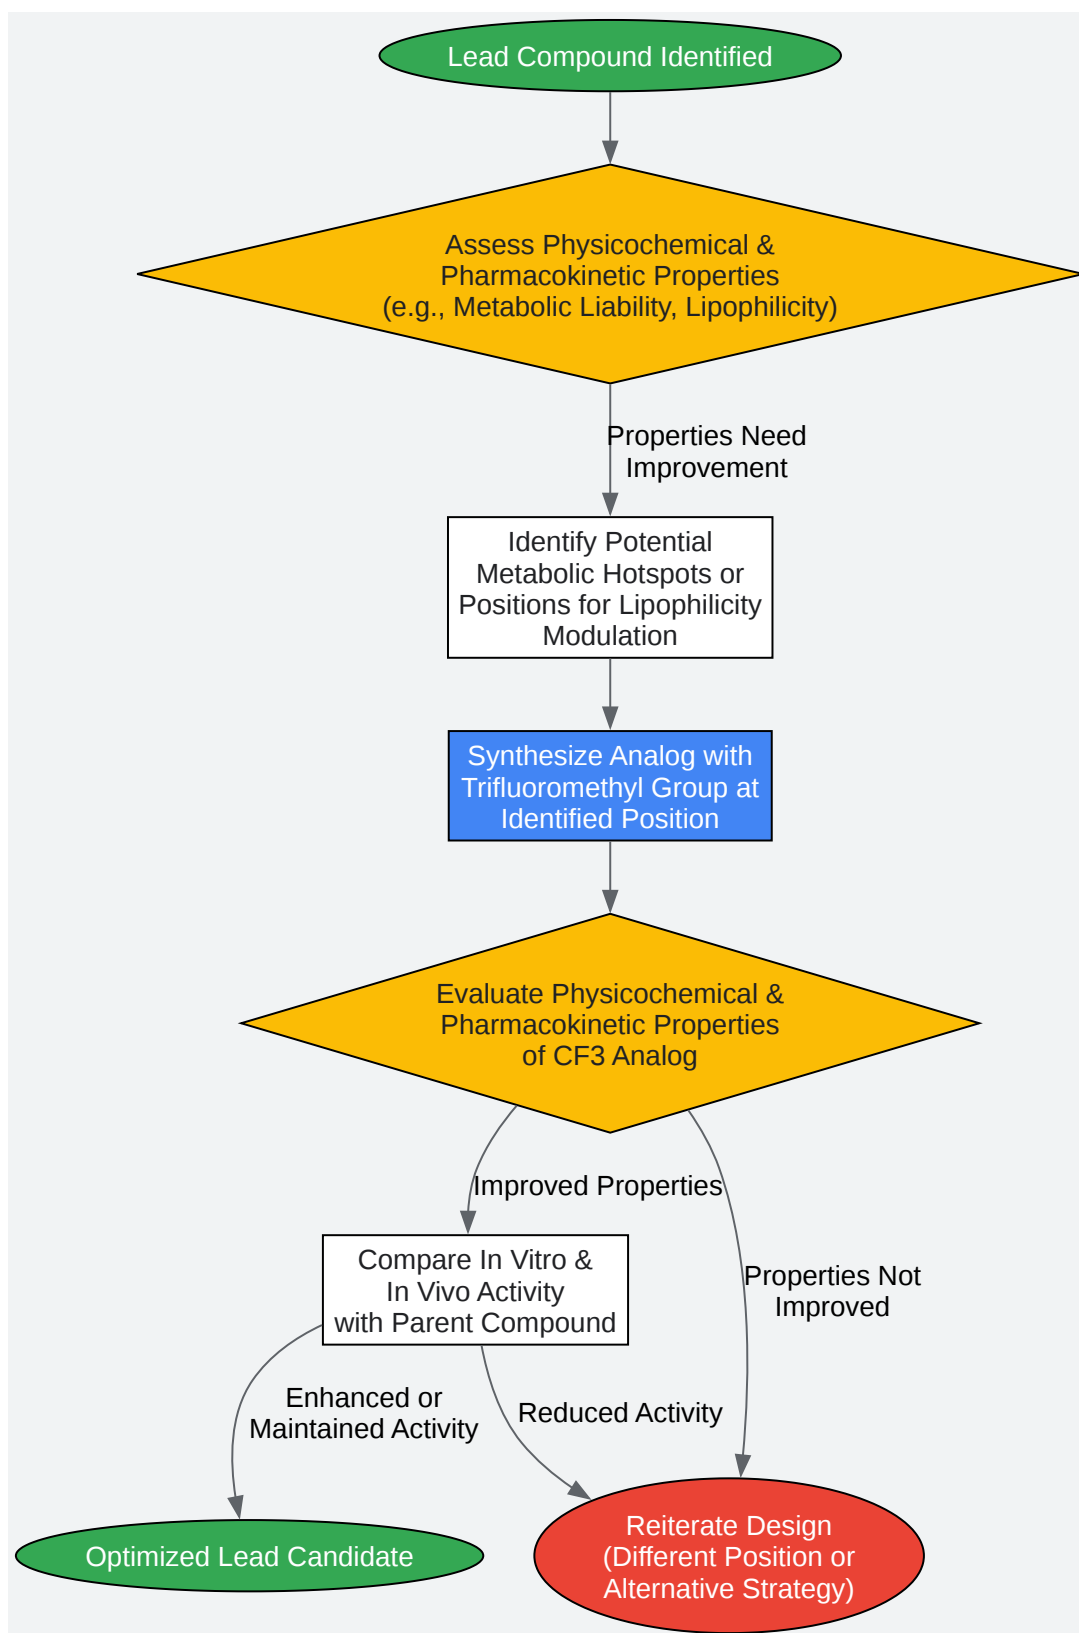 Lead Compound Identified
Assess Physicochemical &
Pharmacokinetic Properties
(e.g., Metabolic Liability, Lipophilicity)
Properties Need
Improvement
Identify Potential
Metabolic Hotspots or
Positions for Lipophilicity
Modulation
Synthesize Analog with
Trifluoromethyl Group at
Identified Position
Evaluate Physicochemical &
Pharmacokinetic Properties
of CF3 Analog
Improved Properties
Compare In Vitro &
In Vivo Activity
with Parent Compound
Properties Not
Improved
Enhanced or
Maintained Activity
Reduced Activity
Optimized Lead Candidate
Reiterate Design
(Different Position or
Alternative Strategy)